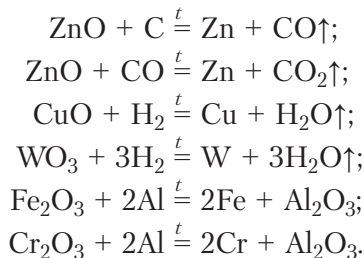 ZnO + C =ᵗ Zn + CO↑;
ZnO + CO =ᵗ Zn + CO₂↑;
CuO + H₂ =ᵗ Cu + H₂O↑;
WO₃ + 3H₂ =ᵗ W + 3H₂O↑;
Fe₂O₃ + 2Al =ᵗ 2Fe + Al₂O₃;
Cr₂O₃ + 2Al =ᵗ 2Cr + Al₂O₃.